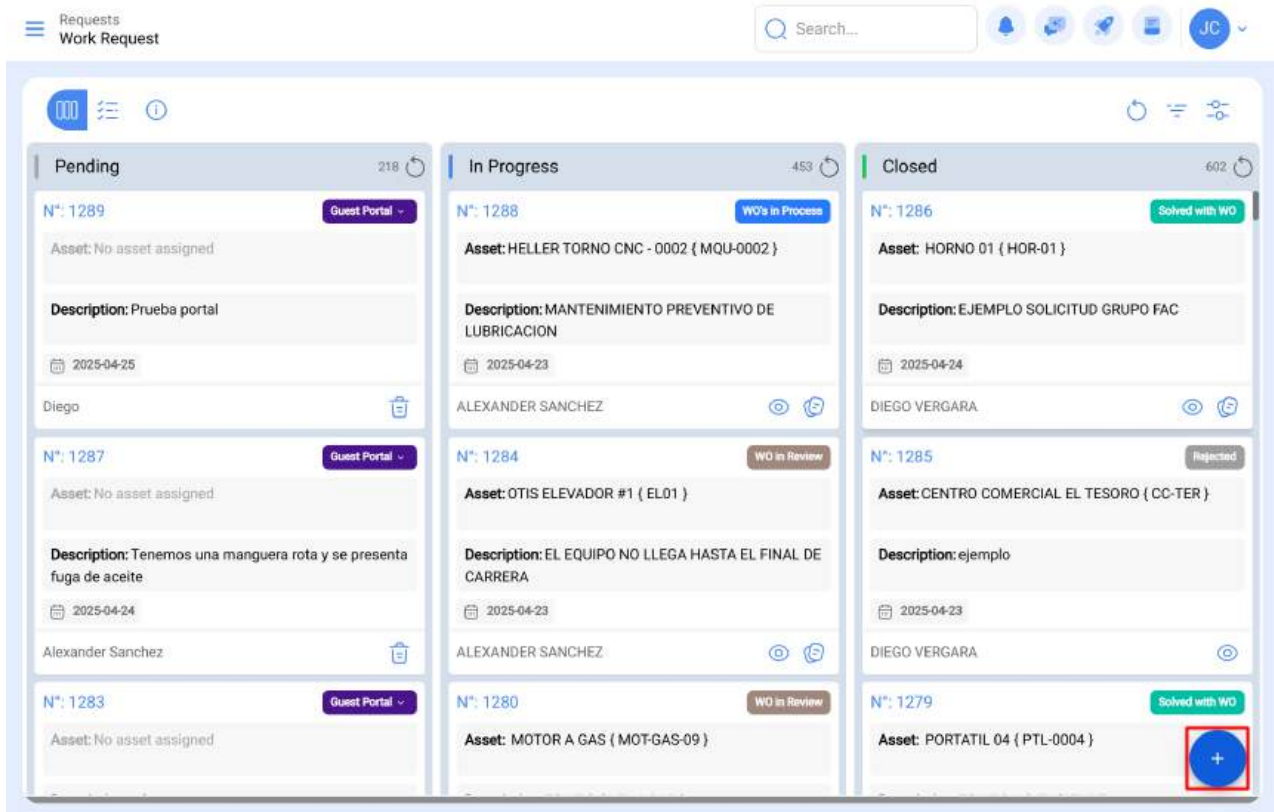 Requests
Work Request
Search...
JC
Pending
218
N°: 1289
Guest Portal
Asset: No asset assigned
Description: Prueba portal
2025-04-25
Diego
N°: 1287
Guest Portal
Asset: No asset assigned
Description: Tenemos una manguera rota y se presenta
fuga de aceite
2025-04-24
Alexander Sanchez
N°: 1283
Guest Portal
Asset: No asset assigned
In Progress
453
N°: 1288
WO's in Process
Asset: HELLER TORNO CNC - 0002 { MQU-0002 }
Description: MANTENIMIENTO PREVENTIVO DE
LUBRICACION
2025-04-23
ALEXANDER SANCHEZ
N°: 1284
WO in Review
Asset: OTIS ELEVADOR #1 { EL01 }
Description: EL EQUIPO NO LLEGA HASTA EL FINAL DE
CARRERA
2025-04-23
ALEXANDER SANCHEZ
N°: 1280
WO in Review
Asset: MOTOR A GAS { MOT-GAS-09 }
Closed
602
N°: 1286
Solved with WO
Asset: HORNO 01 { HOR-01 }
Description: EJEMPLO SOLICITUD GRUPO FAC
2025-04-24
DIEGO VERGARA
N°: 1285
Rejected
Asset: CENTRO COMERCIAL EL TESORO { CC-TER }
Description: ejemplo
2025-04-23
DIEGO VERGARA
N°: 1279
Solved with WO
Asset: PORTATIL 04 { PTL-0004 }
+